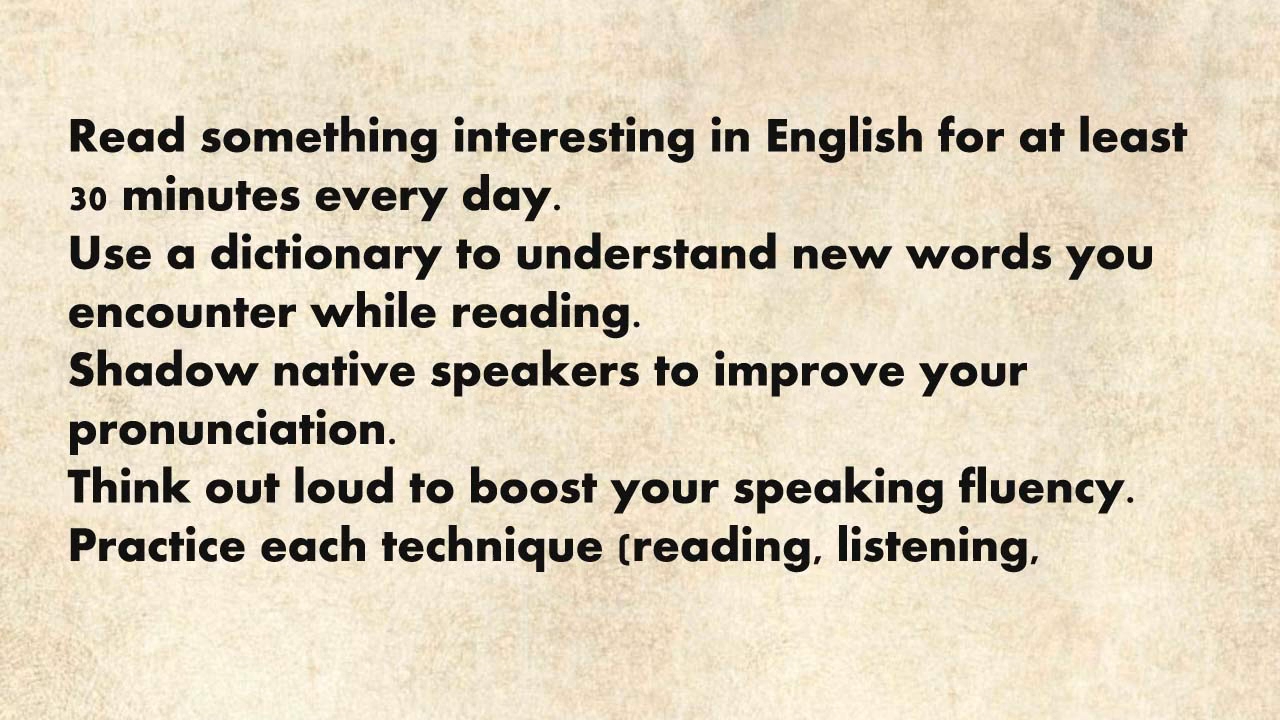 Read something interesting in English for at least
30 minutes every day.
Use a dictionary to understand new words you
encounter while reading.
Shadow native speakers to improve your
pronunciation.
Think out loud to boost your speaking fluency.
Practice each technique (reading, listening,